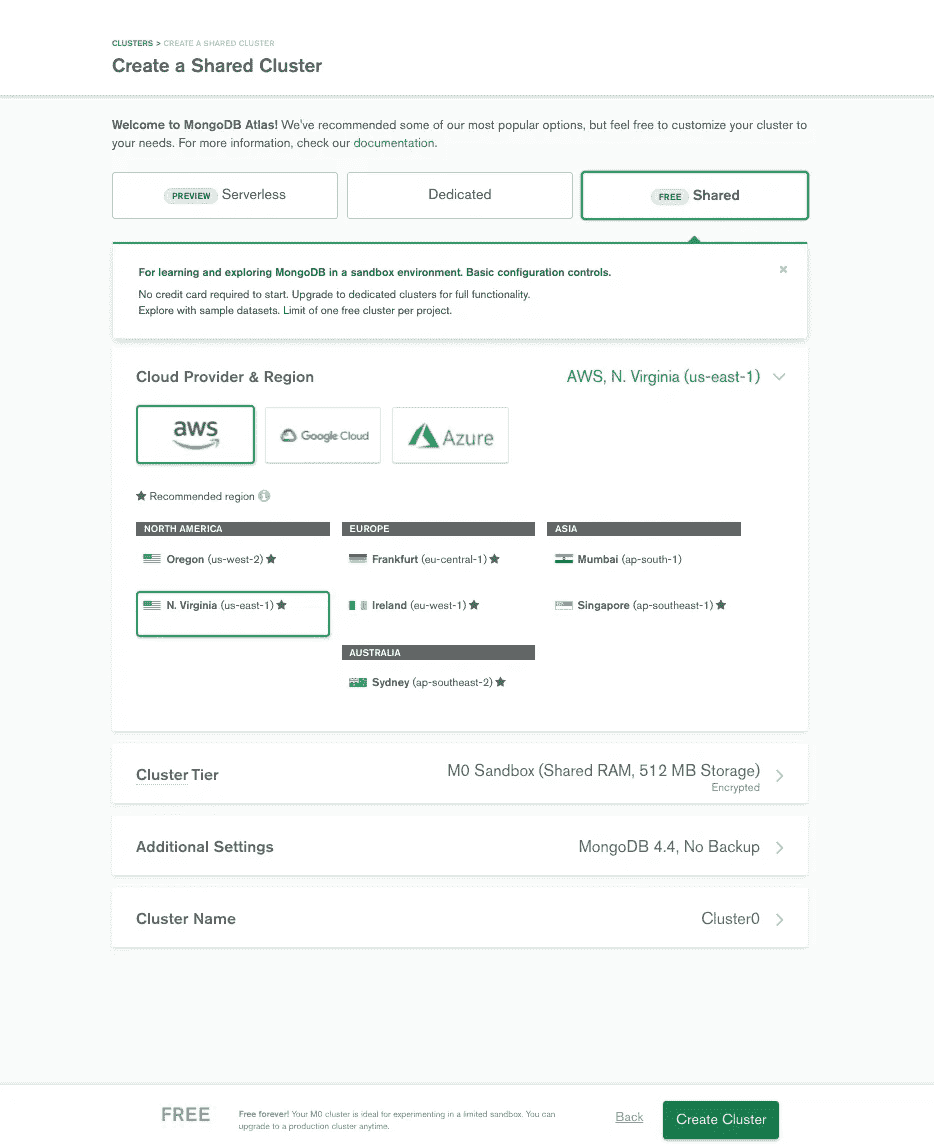 CLUSTERS > CREATE A SHARED CLUSTER
Create a Shared Cluster
Welcome to MongoDB Atlas! We've recommended some of our most popular options, but feel free to customize your cluster to
your needs. For more information, check our documentation.
PREVIEW Serverless
Dedicated
FREE Shared
For learning and exploring MongoDB in a sandbox environment. Basic configuration controls.
No credit card required to start. Upgrade to dedicated clusters for full functionality.
Explore with sample datasets. Limit of one free cluster per project.
Cloud Provider & Region
AWS, N. Virginia (us-east-1)
aws
Google Cloud
Azure
★ Recommended region
NORTH AMERICA
Oregon (us-west-2) ★
N. Virginia (us-east-1) ★
EUROPE
Frankfurt (eu-central-1) ★
Ireland (eu-west-1) ★
AUSTRALIA
Sydney (ap-southeast-2) ★
ASIA
Mumbai (ap-south-1)
Singapore (ap-southeast-1) ★
Cluster Tier
M0 Sandbox (Shared RAM, 512 MB Storage)
Encrypted
Additional Settings
MongoDB 4.4, No Backup
Cluster Name
Cluster0
FREE
Free forever! Your M0 cluster is ideal for experimenting in a limited sandbox. You can
upgrade to a production cluster anytime.
Back
Create Cluster